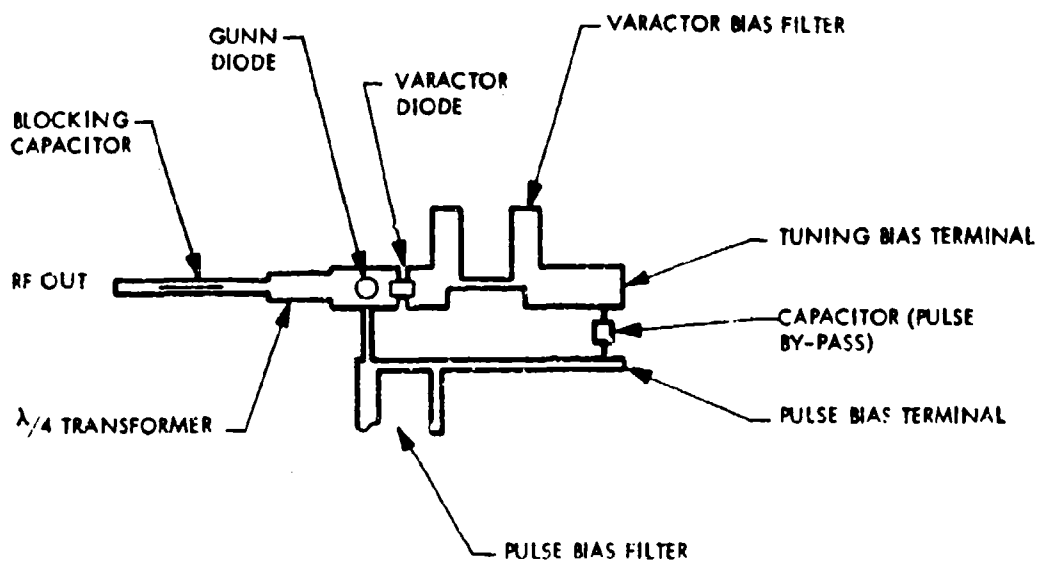 GUNN
DIODE
VARACTOR BIAS FILTER
VARACTOR
DIODE
BLOCKING
CAPACITOR
TUNING BIAS TERMINAL
RF OUT
CAPACITOR (PULSE
BY-PASS)
λ/4 TRANSFORMER
PULSE BIAS TERMINAL
PULSE BIAS FILTER